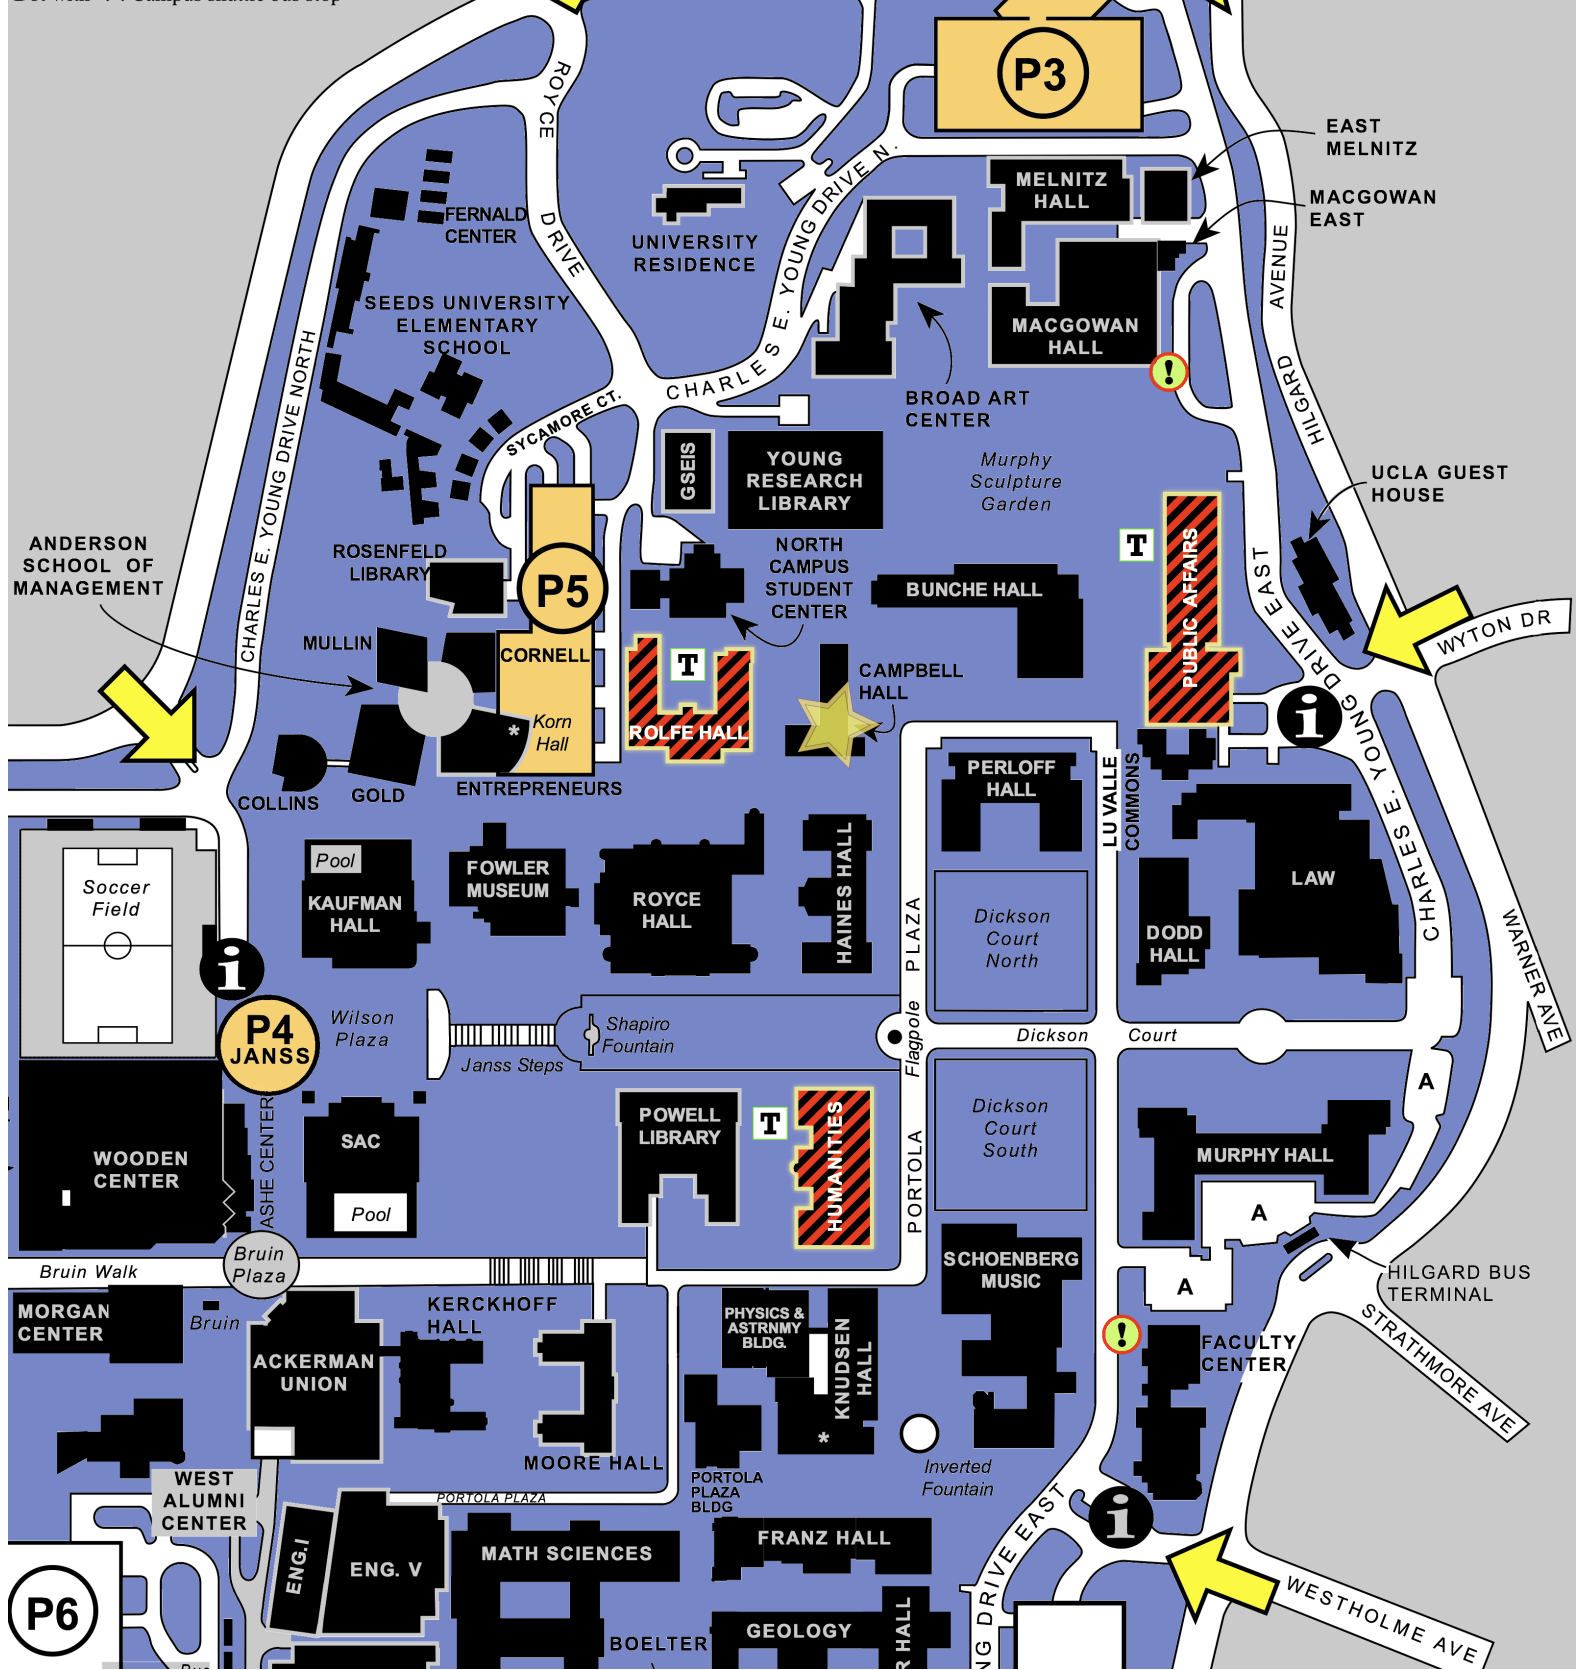 P3
ROYCE
DRIVE
EAST
MELNITZ
MELNITZ
HALL
MACGOWAN
EAST
FERNALD
CENTER
UNIVERSITY
RESIDENCE
CHARLES E. YOUNG DRIVE N.
AVENUE
HILGARD
SEEDS UNIVERSITY
ELEMENTARY
SCHOOL
MACGOWAN
HALL
!
BROAD ART
CENTER
CHARLES E. YOUNG DRIVE NORTH
SYCAMORE CT.
GSEIS
YOUNG
RESEARCH
LIBRARY
Murphy
Sculpture
Garden
UCLA GUEST
HOUSE
ANDERSON
SCHOOL OF
MANAGEMENT
ROSENFELD
LIBRARY
P5
NORTH
CAMPUS
STUDENT
CENTER
BUNCHE HALL
T
PUBLIC AFFAIRS
CHARLES E. YOUNG DRIVE EAST
WYTON DR
MULLIN
CORNELL
T
CAMPBELL
HALL
i
*
Korn
Hall
ROLFE HALL
COLLINS
GOLD
ENTREPRENEURS
PERLOFF
HALL
LU VALLE
COMMONS
Soccer
Field
Pool
KAUFMAN
HALL
FOWLER
MUSEUM
ROYCE
HALL
HAINES HALL
PLAZA
Dickson
Court
North
DODD
HALL
LAW
WARNER AVE
i
P4
JANSS
Wilson
Plaza
Janss Steps
Shapiro
Fountain
Flagpole
Dickson
Court
A
WOODEN
CENTER
ASHE CENTER
SAC
Pool
POWELL
LIBRARY
T
HUMANITIES
PORTOLA
Dickson
Court
South
MURPHY HALL
A
Bruin Walk
Bruin
Plaza
SCHOENBERG
MUSIC
A
HILGARD BUS
TERMINAL
MORGAN
CENTER
Bruin
ACKERMAN
UNION
KERCKHOFF
HALL
PHYSICS &
ASTRNMY
BLDG.
KNUDSEN
HALL
*
!
FACULTY
CENTER
STRATHMORE AVE
MOORE HALL
PORTOLA
PLAZA
BLDG
Inverted
Fountain
WEST
ALUMNI
CENTER
PORTOLA PLAZA
ENG.I
ENG. V
MATH SCIENCES
FRANZ HALL
i
NG DRIVE EAST
P6
BOELTER
GEOLOGY
R HALL
WESTHOLME AVE